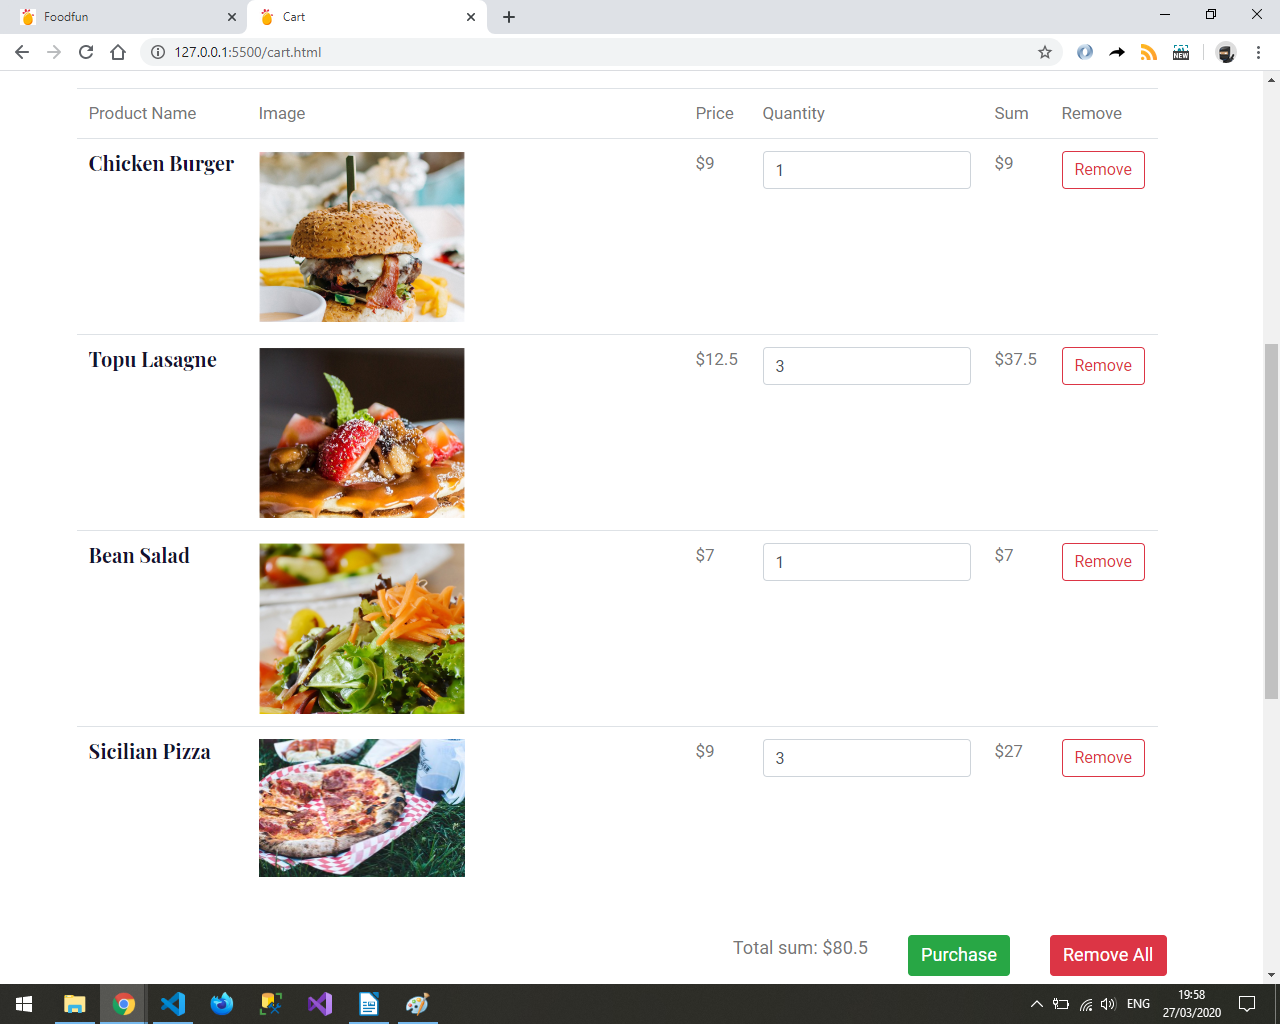 Foodfun
Cart
127.0.0.1:5500/cart.html
NEW
Product Name Image Price Quantity Sum Remove
Chicken Burger $9 1 $9 Remove
Topu Lasagne $12.5 3 $37.5 Remove
Bean Salad $7 1 $7 Remove
Sicilian Pizza $9 3 $27 Remove
Total sum: $80.5 Purchase Remove All
ENG
19:58
27/03/2020